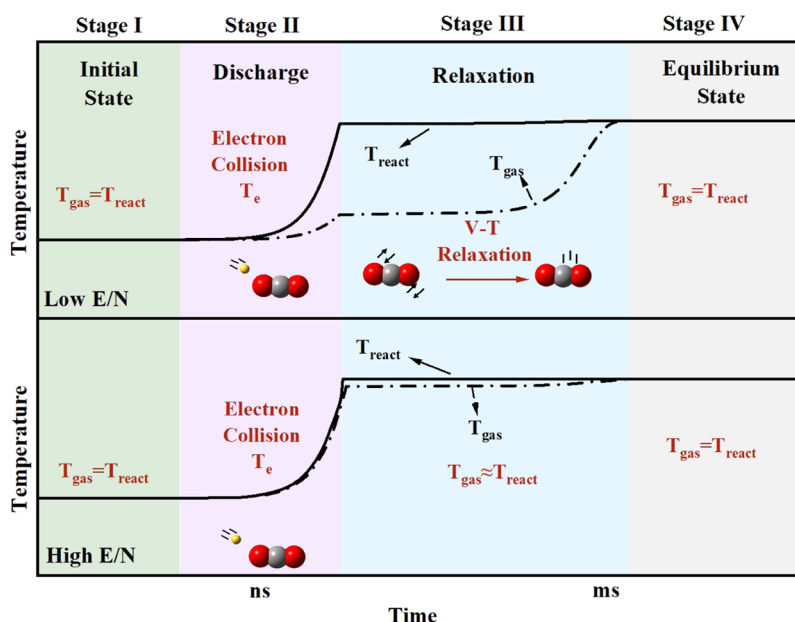 Stage I Stage II Stage III Stage IV
Initial State
Discharge
Relaxation
Equilibrium State
Temperature
Electron
Collision
Te
Treact
Tgas
Tgas=Treact
V-T
Relaxation
Tgas=Treact
Low E/N
Temperature
Treact
Electron
Collision
Te
Tgas
Tgas=Treact
Tgas≈Treact
Tgas=Treact
High E/N
ns ms
Time